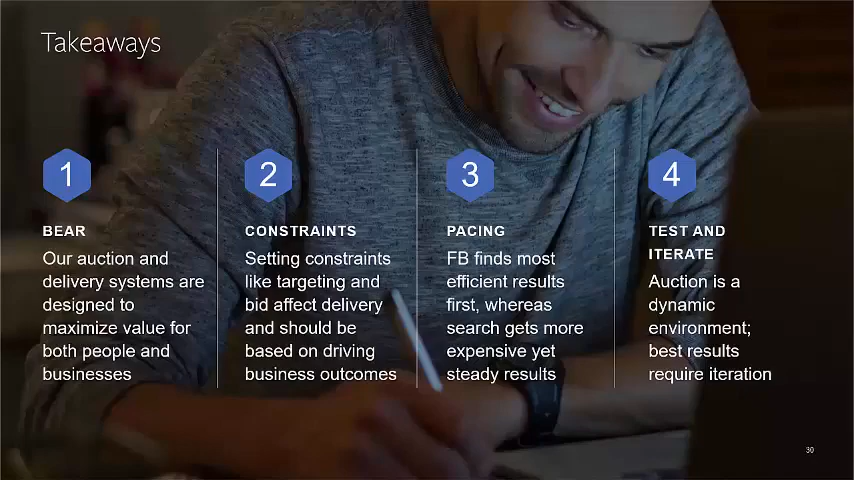 Takeaways
1
BEAR
Our auction and
delivery systems are
designed to
maximize value for
both people and
businesses
2
CONSTRAINTS
Setting constraints
like targeting and
bid affect delivery
and should be
based on driving
business outcomes
3
PACING
FB finds most
efficient results
first, whereas
search gets more
expensive yet
steady results
4
TEST AND
ITERATE
Auction is a
dynamic
environment;
best results
require iteration
30